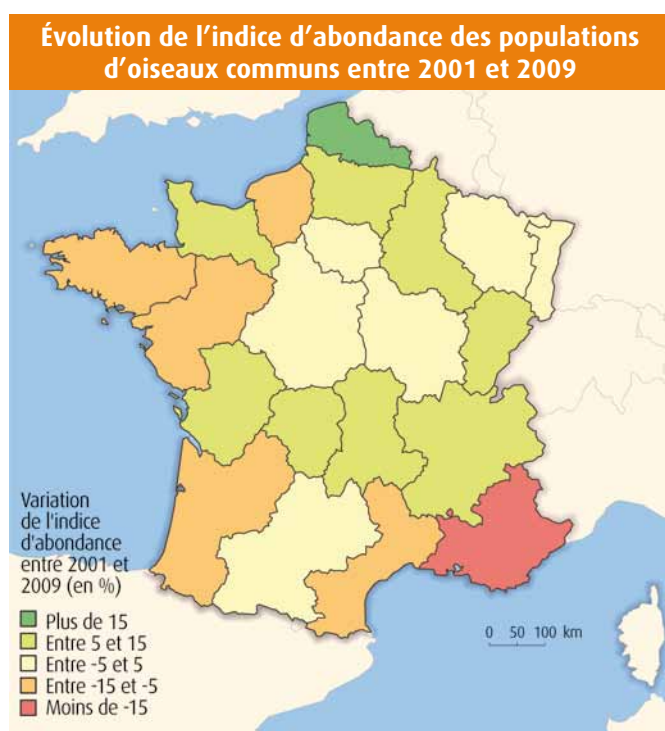 Évolution de l’indice d’abondance des populations
d’oiseaux communs entre 2001 et 2009
Variation
de l'indice
d'abondance
entre 2001 et
2009 (en %)
Plus de 15
Entre 5 et 15
Entre -5 et 5
Entre -15 et -5
Moins de -15
0 50 100 km